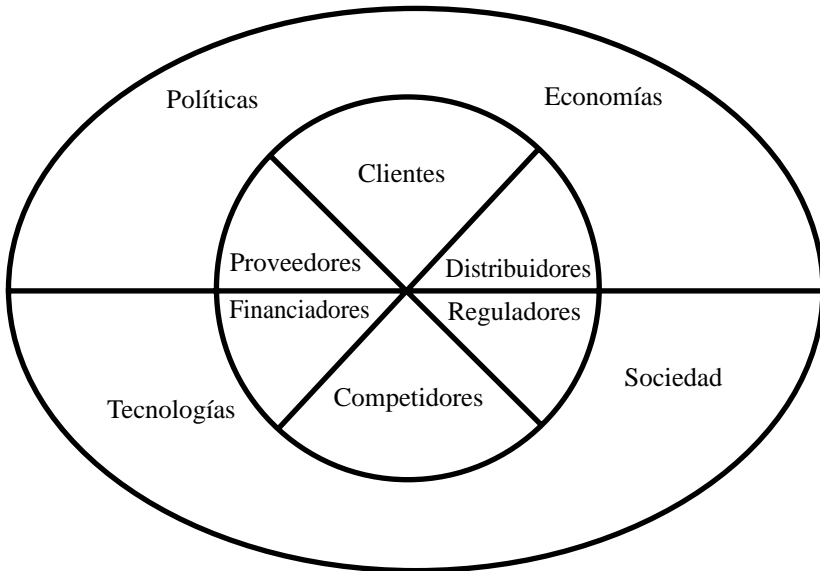 Políticas
Economías
Clientes
Proveedores
Distribuidores
Financiadores
Reguladores
Sociedad
Competidores
Tecnologías